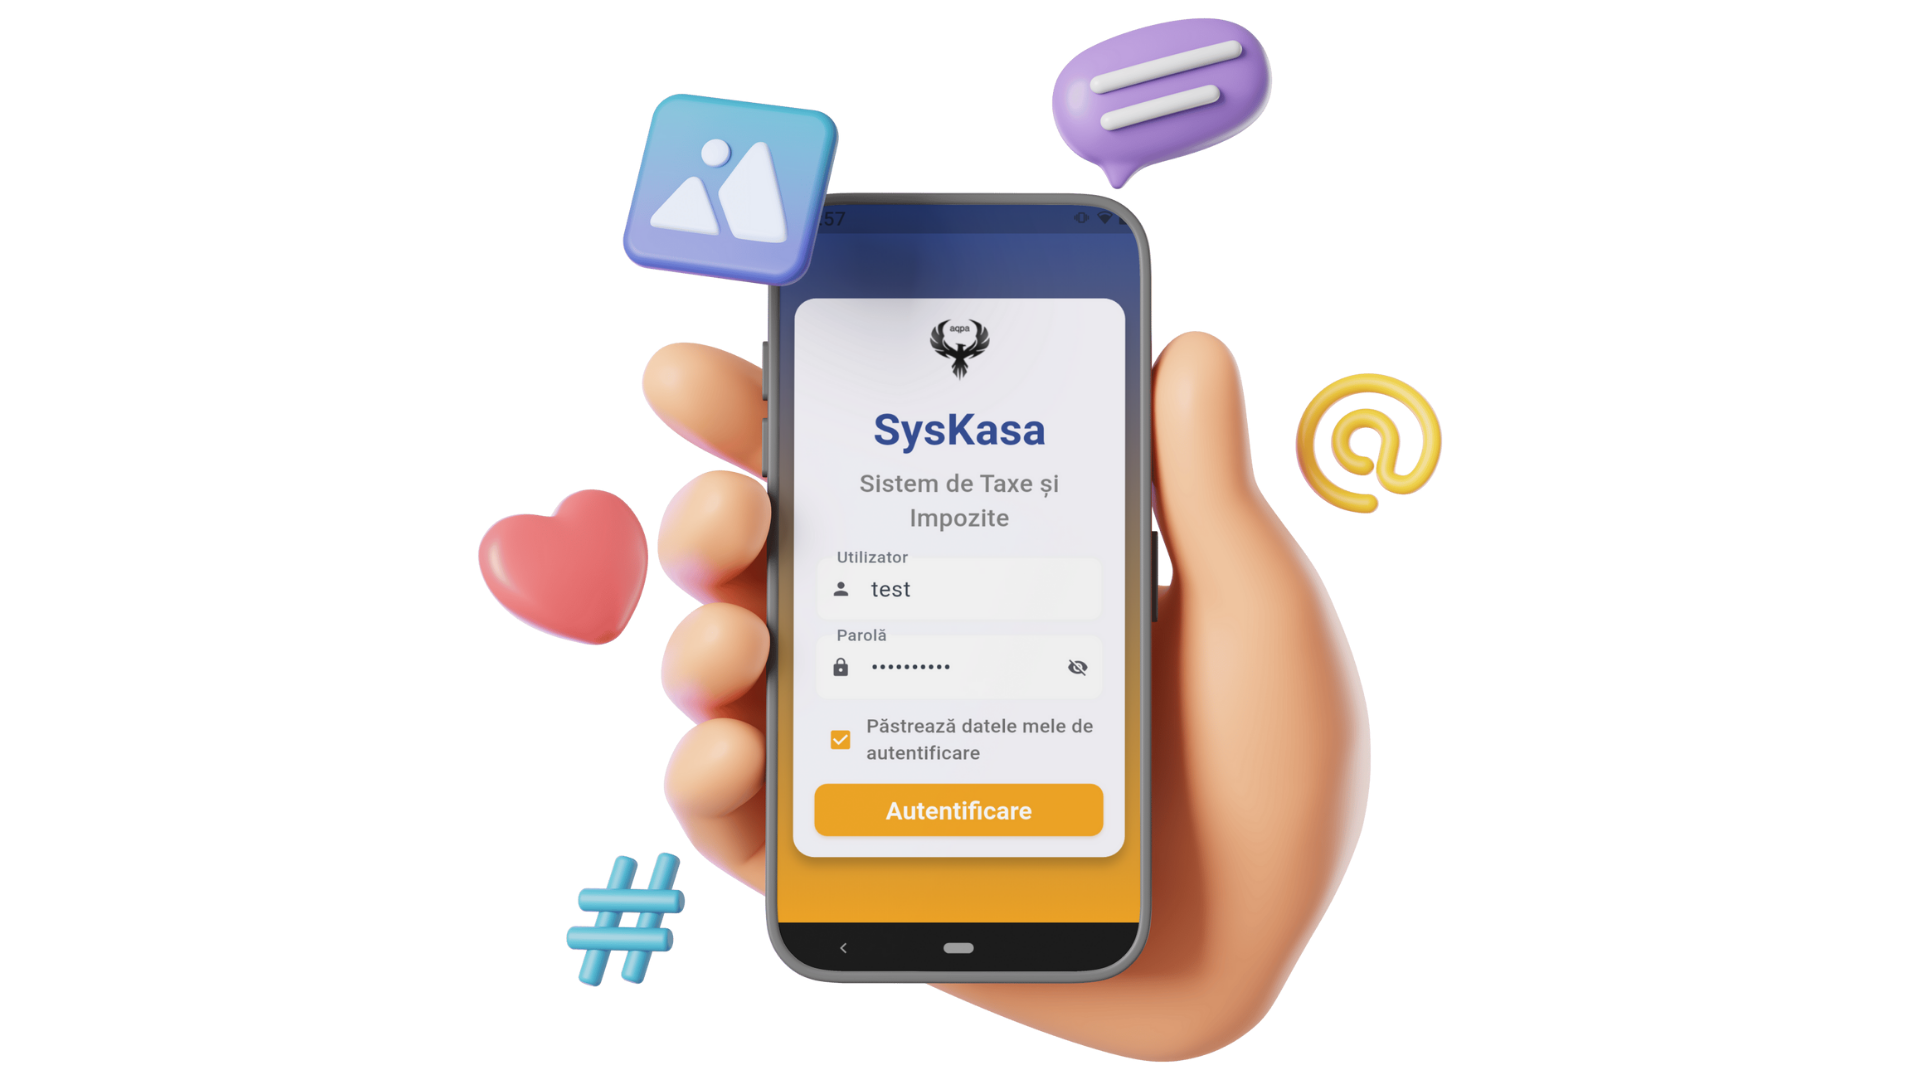 :57
aqpa
SysKasa
Sistem de Taxe și
Impozite
Utilizator
test
Parolă
••••••••••
Păstrează datele mele de
autentificare
Autentificare